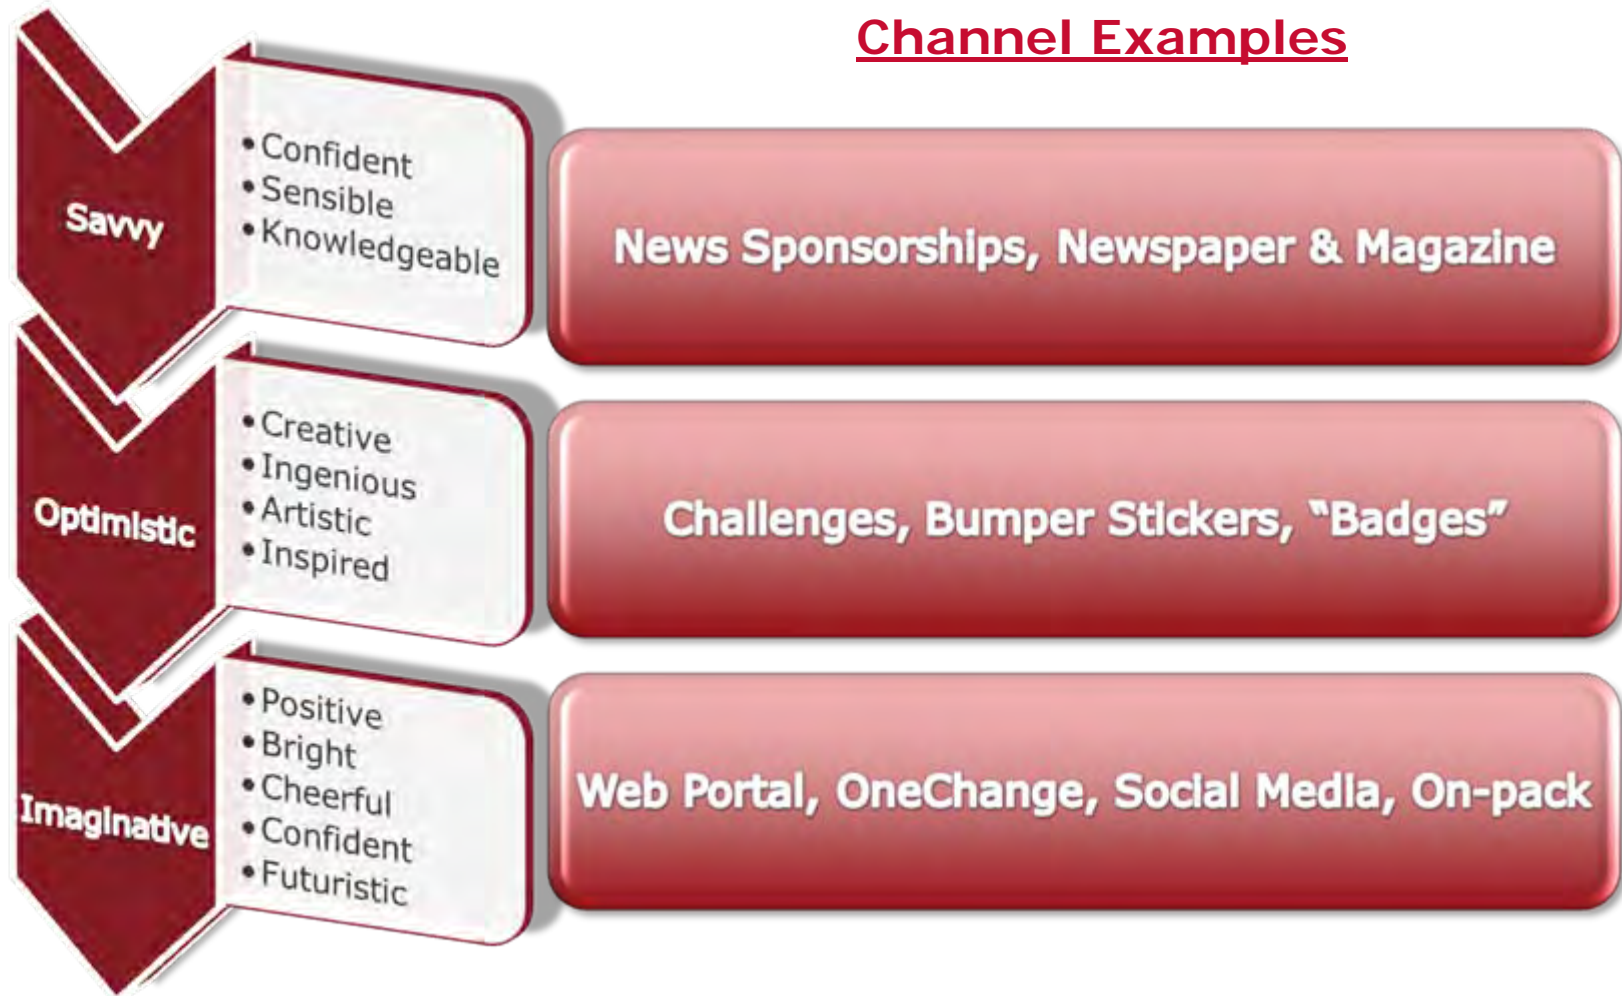 Channel Examples
Savvy
• Confident
• Sensible
• Knowledgeable
News Sponsorships, Newspaper & Magazine
Optimistic
• Creative
• Ingenious
• Artistic
• Inspired
Challenges, Bumper Stickers, “Badges”
Imaginative
• Positive
• Bright
• Cheerful
• Confident
• Futuristic
Web Portal, OneChange, Social Media, On-pack